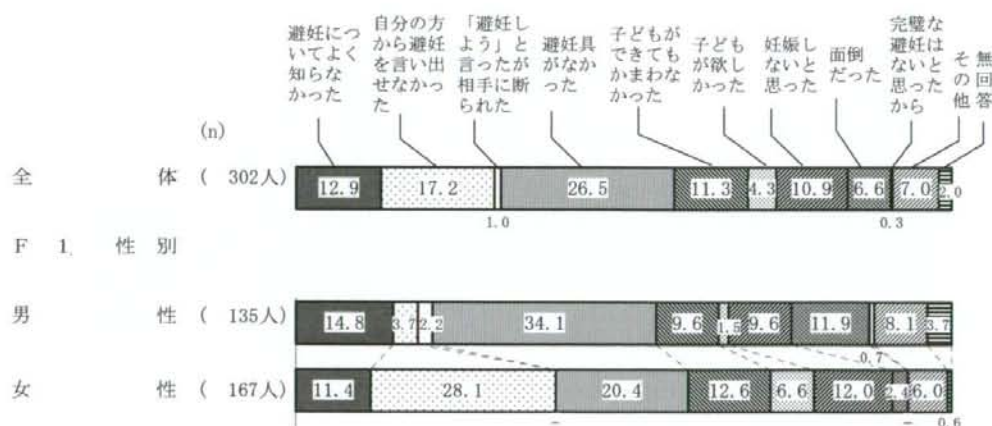 避妊につ
いてよく
知らな
かった
自分の方
から避妊
を言い出
せなかっ
た
「避妊し
よう」と
言ったが
相手に断
られた
避妊具
がなか
った
子どもが
できても
かまわな
かった
子ども
が欲し
かった
妊娠し
ないと
思った
面倒
だった
完璧な
避妊は
ないと
思った
から
その他
無回答
(n)
全体 ( 302人) 12.9 17.2 26.5 11.3 4.3 10.9 6.6 7.0 2.0
1.0 0.3
F 1. 性別
男性 ( 135人) 14.8 3.7 2.2 34.1 9.6 1.5 9.6 11.9 8.1 3.7
0.7
女性 ( 167人) 11.4 28.1 20.4 12.6 6.6 12.0 2.4 6.0
－ － 0.6